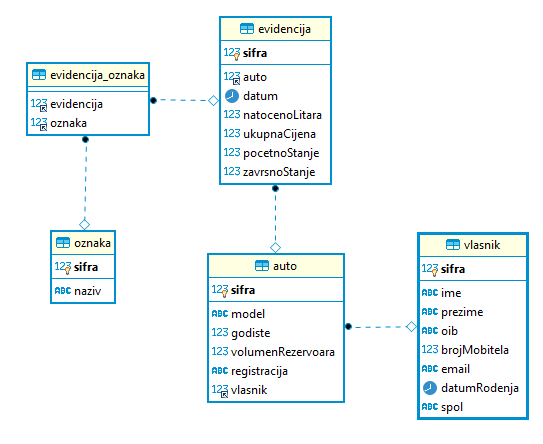 evidencija
123 sifra
123 auto
datum
123 natocenoLitara
123 ukupnaCijena
123 pocetnoStanje
123 zavrsnoStanje
evidencija_oznaka
123 evidencija
123 oznaka
oznaka
123 sifra
ABC naziv
auto
123 sifra
ABC model
123 godiste
123 volumenRezervoara
ABC registracija
123 vlasnik
vlasnik
123 sifra
ABC ime
ABC prezime
ABC oib
123 brojMobitela
ABC email
datumRodenja
ABC spol